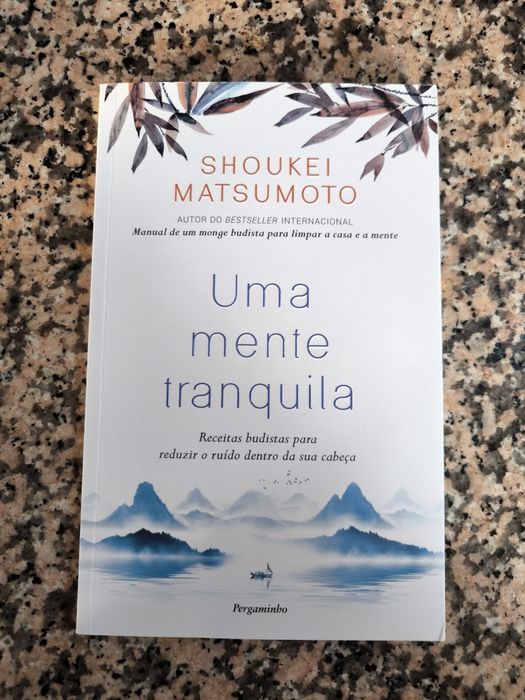 SHOUKEI
MATSUMOTO
AUTOR DO BESTSELLER INTERNACIONAL
Manual de um monge budista para limpar a casa e a mente
Uma
mente
tranquila
Receitas budistas para
reduzir o ruído dentro da sua cabeça
Pergaminho